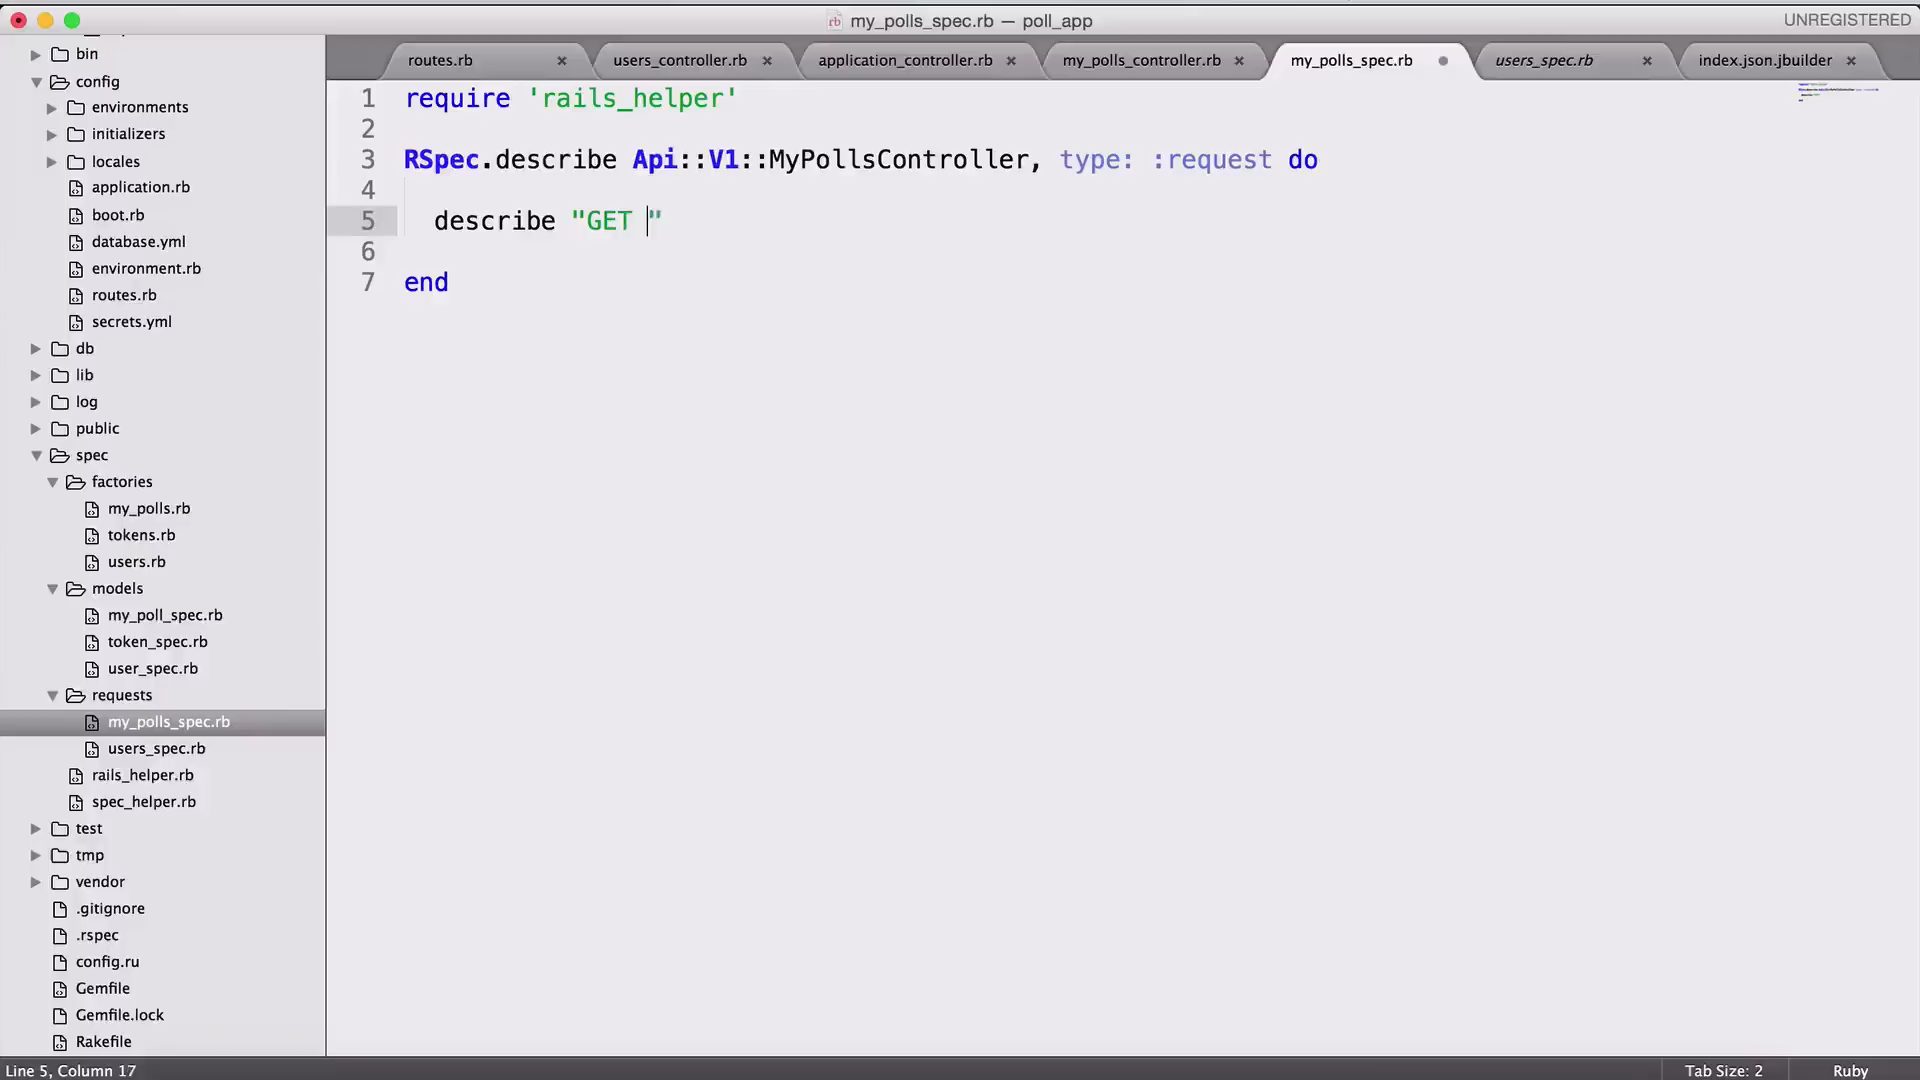 my_polls_spec.rb — poll_app
UNREGISTERED
routes.rb
users_controller.rb
application_controller.rb
my_polls_controller.rb
my_polls_spec.rb
users_spec.rb
index.json.jbuilder
bin
config
environments
initializers
locales
application.rb
boot.rb
database.yml
environment.rb
routes.rb
secrets.yml
db
lib
log
public
spec
factories
my_polls.rb
tokens.rb
users.rb
models
my_poll_spec.rb
token_spec.rb
user_spec.rb
requests
my_polls_spec.rb
users_spec.rb
rails_helper.rb
spec_helper.rb
test
tmp
vendor
.gitignore
.rspec
config.ru
Gemfile
Gemfile.lock
Rakefile
1 require 'rails_helper'
2
3 RSpec.describe Api::V1::MyPollsController, type: :request do
4
5 describe "GET "
6
7 end
Line 5, Column 17
Tab Size: 2
Ruby